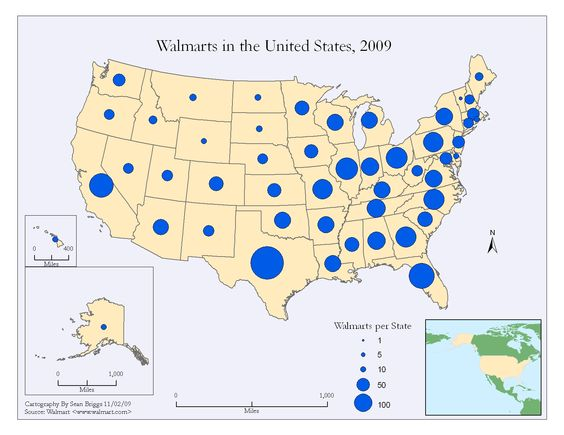 Walmarts in the United States, 2009
0 400
Miles
N
0 1,000
Miles
Walmarts per State
1
5
10
50
100
0 1,000
Miles
Cartography By Sean Briggs 11/02/09
Source: Walmart <www.walmart.com>